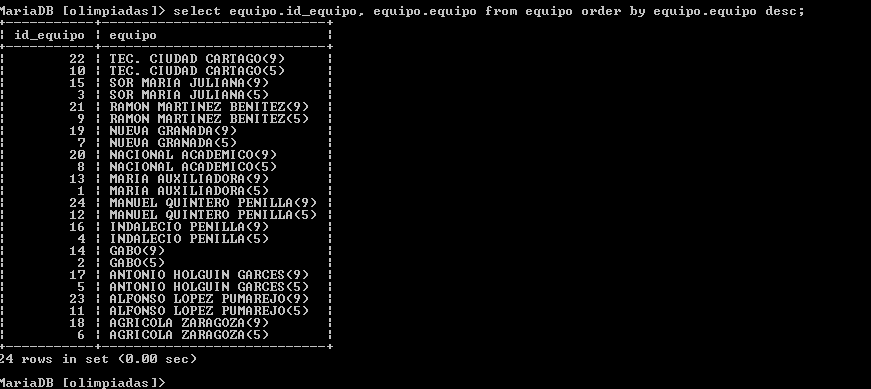 MariaDB [olimpiadas]> select equipo.id_equipo, equipo.equipo from equipo order by equipo.equipo desc;
+-----------+---------------------------+
| id_equipo | equipo                    |
+-----------+---------------------------+
|        22 | TEC. CIUDAD CARTAGO(9)    |
|        10 | TEC. CIUDAD CARTAGO(5)    |
|        15 | SOR MARIA JULIANA(9)      |
|         3 | SOR MARIA JULIANA(5)      |
|        21 | RAMON MARTINEZ BENITEZ(9) |
|         9 | RAMON MARTINEZ BENITEZ(5) |
|        19 | NUEVA GRANADA(9)          |
|         7 | NUEVA GRANADA(5)          |
|        20 | NACIONAL ACADEMICO(9)     |
|         8 | NACIONAL ACADEMICO(5)     |
|        13 | MARIA AUXILIADORA(9)      |
|         1 | MARIA AUXILIADORA(5)      |
|        24 | MANUEL QUINTERO PENILLA(9) |
|        12 | MANUEL QUINTERO PENILLA(5) |
|        16 | INDALECIO PENILLA(9)      |
|         4 | INDALECIO PENILLA(5)      |
|        14 | GABO(9)                   |
|         2 | GABO(5)                   |
|        17 | ANTONIO HOLGUIN GARCES(9) |
|         5 | ANTONIO HOLGUIN GARCES(5) |
|        23 | ALFONSO LOPEZ PUMAREJO(9) |
|        11 | ALFONSO LOPEZ PUMAREJO(5) |
|        18 | AGRICOLA ZARAGOZA(9)      |
|         6 | AGRICOLA ZARAGOZA(5)      |
+-----------+---------------------------+
24 rows in set (0.00 sec)
MariaDB [olimpiadas]>